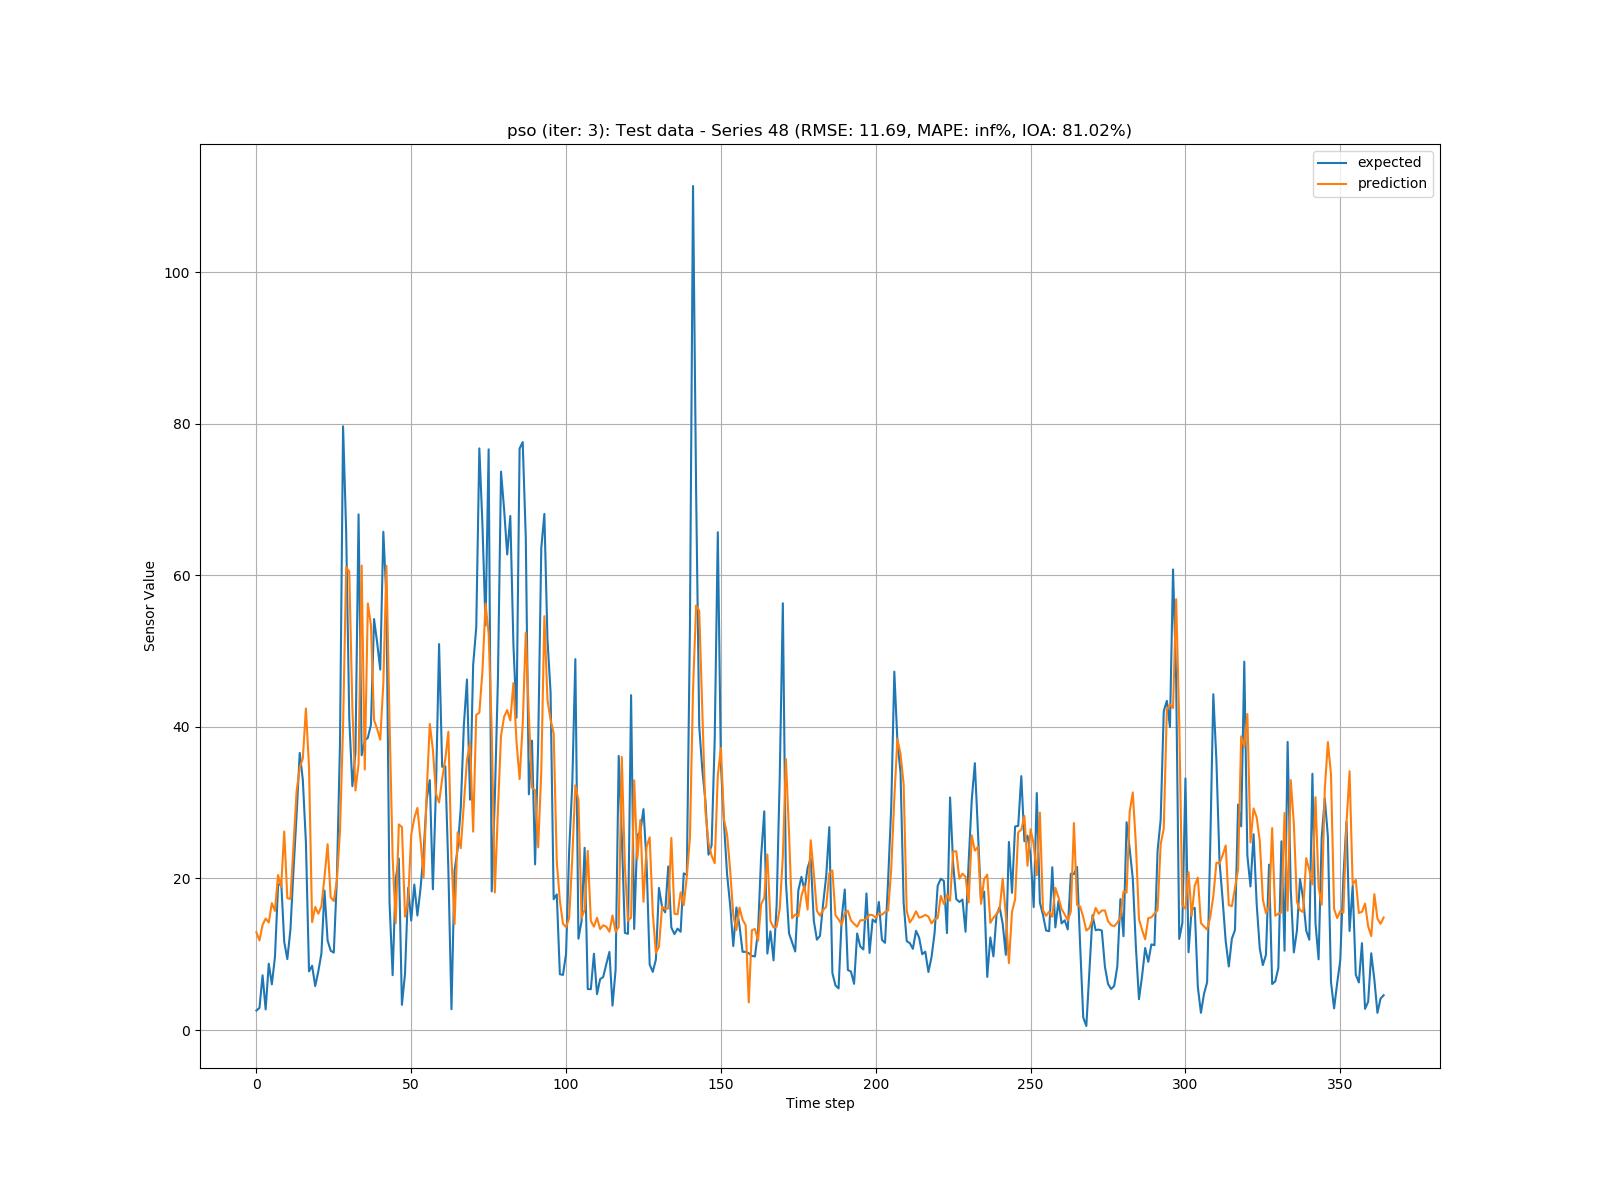 pso (iter: 3): Test data - Series 48 (RMSE: 11.69, MAPE: inf%, IOA: 81.02%)
expected
prediction
100
80
60
40
20
0
Sensor Value
0 50 100 150 200 250 300 350
Time step